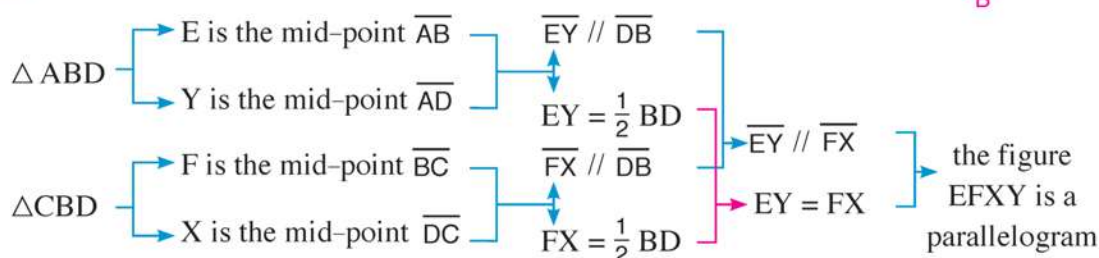 B
△ ABD
E is the mid–point AB
Y is the mid–point AD
EY // DB
EY = 1/2 BD
△CBD
F is the mid–point BC
X is the mid–point DC
FX // DB
FX = 1/2 BD
EY // FX
EY = FX
the figure
EFXY is a
parallelogram